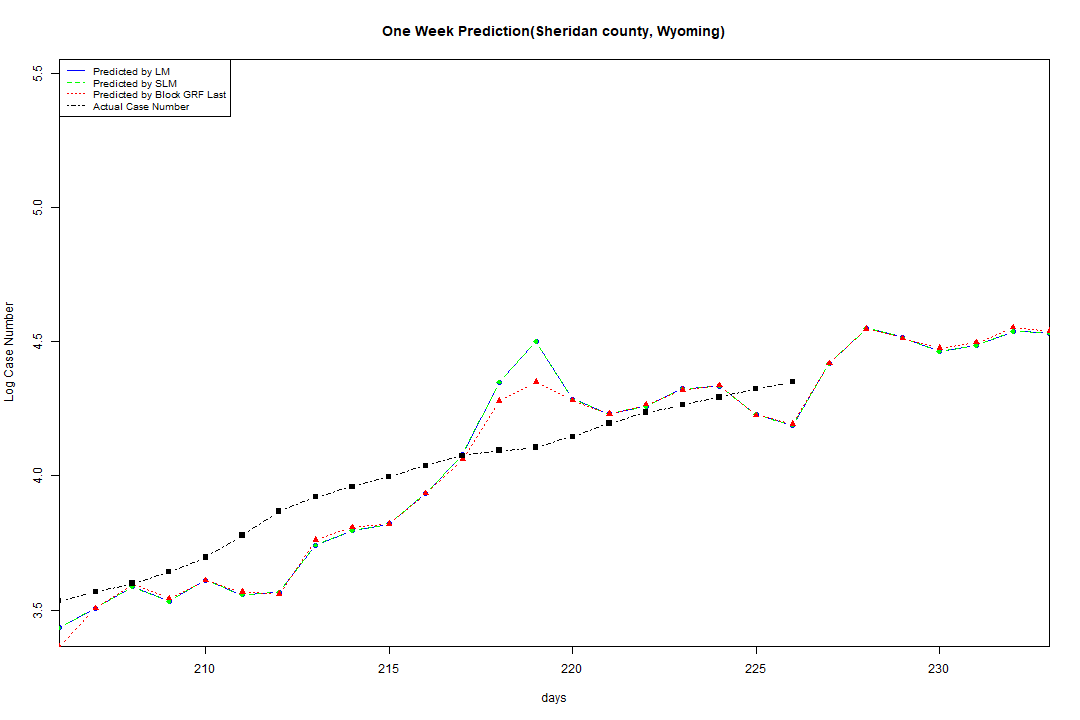 One Week Prediction(Sheridan county, Wyoming)
Predicted by LM
Predicted by SLM
Predicted by Block GRF Last
Actual Case Number
5.5
5.0
4.5
4.0
3.5
Log Case Number
210
215
220
225
230
days